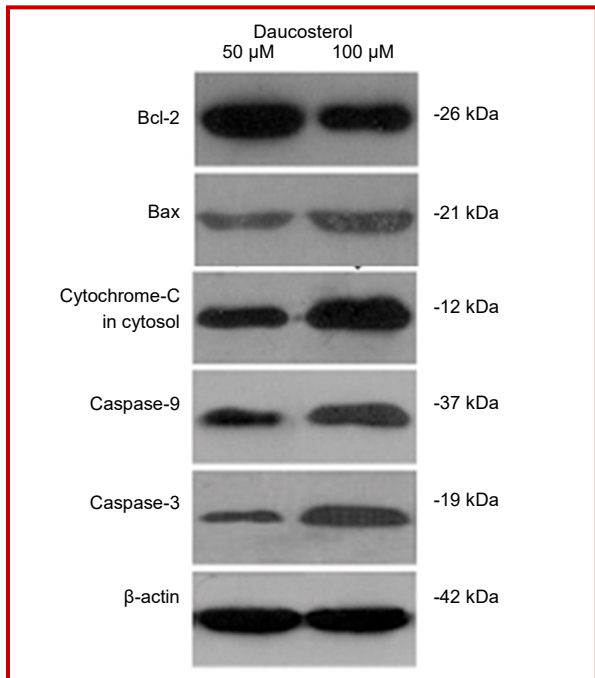 Daucosterol
50 µM 100 µM
Bcl-2 -26 kDa
Bax -21 kDa
Cytochrome-C
in cytosol -12 kDa
Caspase-9 -37 kDa
Caspase-3 -19 kDa
β-actin -42 kDa